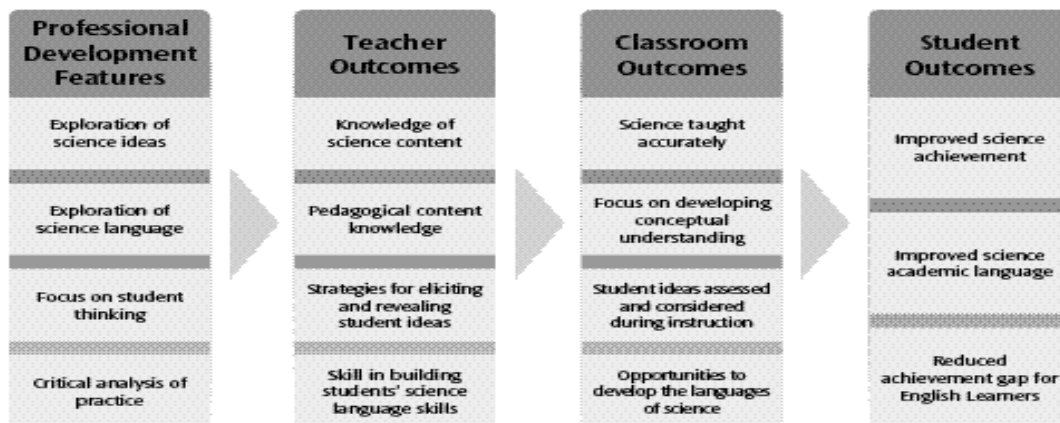 Professional
Development
Features
Exploration of
science ideas
Exploration of
science language
Focus on student
thinking
Critical analysis of
practice
Teacher
Outcomes
Knowledge of
science content
Pedagogical content
knowledge
Strategies for eliciting
and revealing
student ideas
Skill in building
students' science
language skills
Classroom
Outcomes
Science taught
accurately
Focus on developing
conceptual
understanding
Student ideas assessed
and considered
during instruction
Opportunities to
develop the languages
of science
Student
Outcomes
Improved science
achievement
Improved science
academic language
Reduced
achievement gap for
English Learners